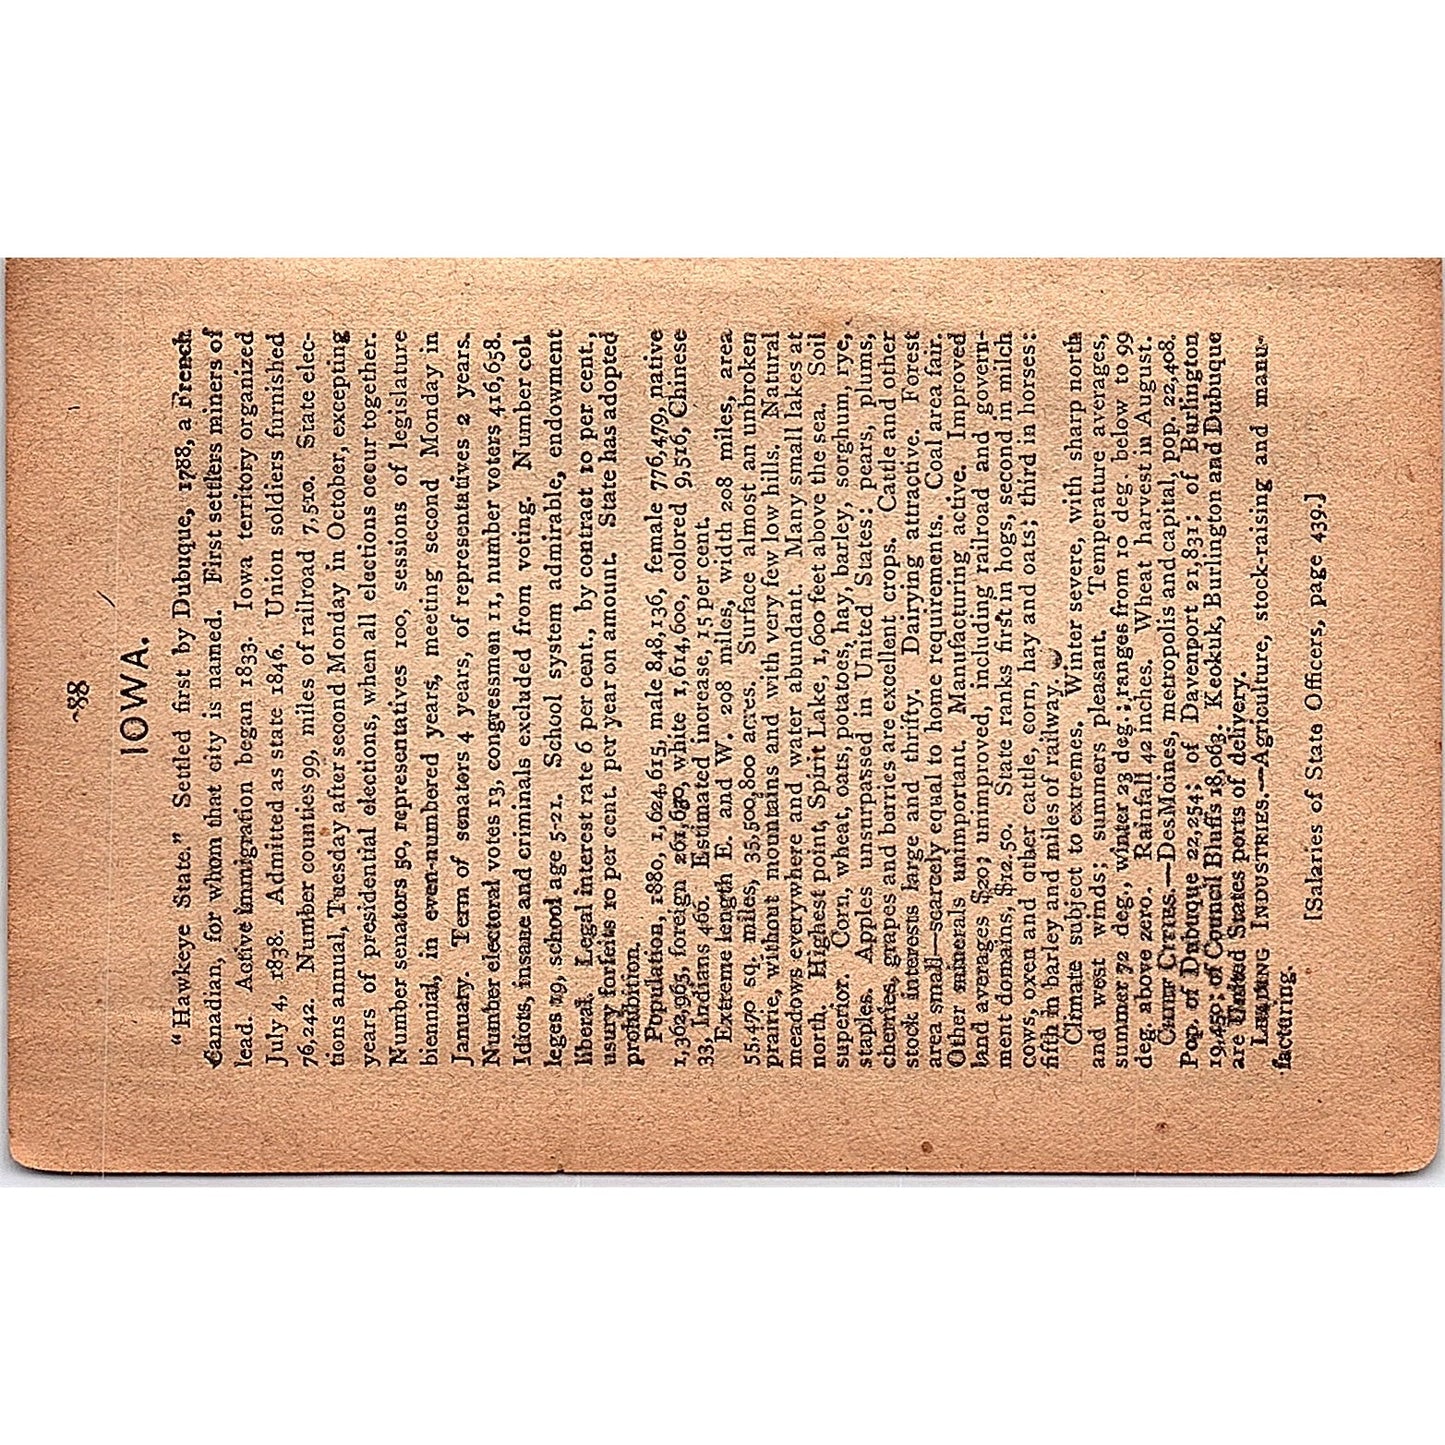 -88
IOWA.
"Hawkeye State." Settled first by Dubuque, 1788, a French
Canadian, for whom that city is named. First settlers miners of
lead. Active immigration began 1833. Iowa territory organized
July 4, 1838. Admitted as state 1846. Union soldiers furnished
76,242. Number counties 99, miles of railroad 7,510. State elec-
tions annual, Tuesday after second Monday in October, excepting
years of presidential elections, when all elections occur together.
Number senators 50, representatives 100, sessions of legislature
biennial, in even-numbered years, meeting second Monday in
January. Term of senators 4 years, of representatives 2 years.
Number electoral votes 13, congressmen 11, number voters 416,658.
Idiots, insane and criminals excluded from voting. Number col
leges 19, school age 5-21. School system admirable, endowment
liberal. Legal interest rate 6 per cent., by contract 10 per cent.,
usury forfeits 10 per cent. per year on amount. State has adopted
prohibition.
Population, 1880, 1,624,615, male 848,136, female 776,479, native
1,362,965, foreign 261,650, white 1,614,600, colored 9,516, Chinese
33, Indians 466. Estimated increase, 15 per cent.
Extreme length E. and W. 298 miles, width 208 miles, area
55,470 sq. miles, 35,500,800 acres. Surface almost an unbroken
prairie, without mountains and with very few low hills. Natural
meadows everywhere and water abundant. Many small lakes at
north. Highest point, Spirit Lake, 1,600 feet above the sea. Soil
superior. Corn, wheat, oats, potatoes, hay, barley, sorghum, rye,
staples. Apples unsurpassed in United States; pears, plums,
cherries, grapes and berries are excellent crops. Cattle and other
stock interests large and thrifty. Dairying attractive. Forest
area small—scarcely equal to home requirements. Coal area fair.
Other minerals unimportant. Manufacturing active. Improved
land averages $20; unimproved, including railroad and govern-
ment domains, $12.50. State ranks first in hogs, second in milch
cows, oxen and other cattle, corn, hay and oats; third in horses;
fifth in barley and miles of railway.
Climate subject to extremes. Winter severe, with sharp north
and west winds; summers pleasant. Temperature averages,
summer 72 deg., winter 23 deg.; ranges from 10 deg. below to 99
deg. above zero. Rainfall 42 inches. Wheat harvest in August.
CHIEF CITIES.—DesMoines, metropolis and capital, pop. 22,408.
Pop. of Dubuque 22,254; of Davenport 21,831; of Burlington
19,450; of Council Bluffs 18,063. Keokuk, Burlington and Dubuque
are United States ports of delivery.
LEADING INDUSTRIES.—Agriculture, stock-raising and manu-
facturing.
[Salaries of State Officers, page 439.]